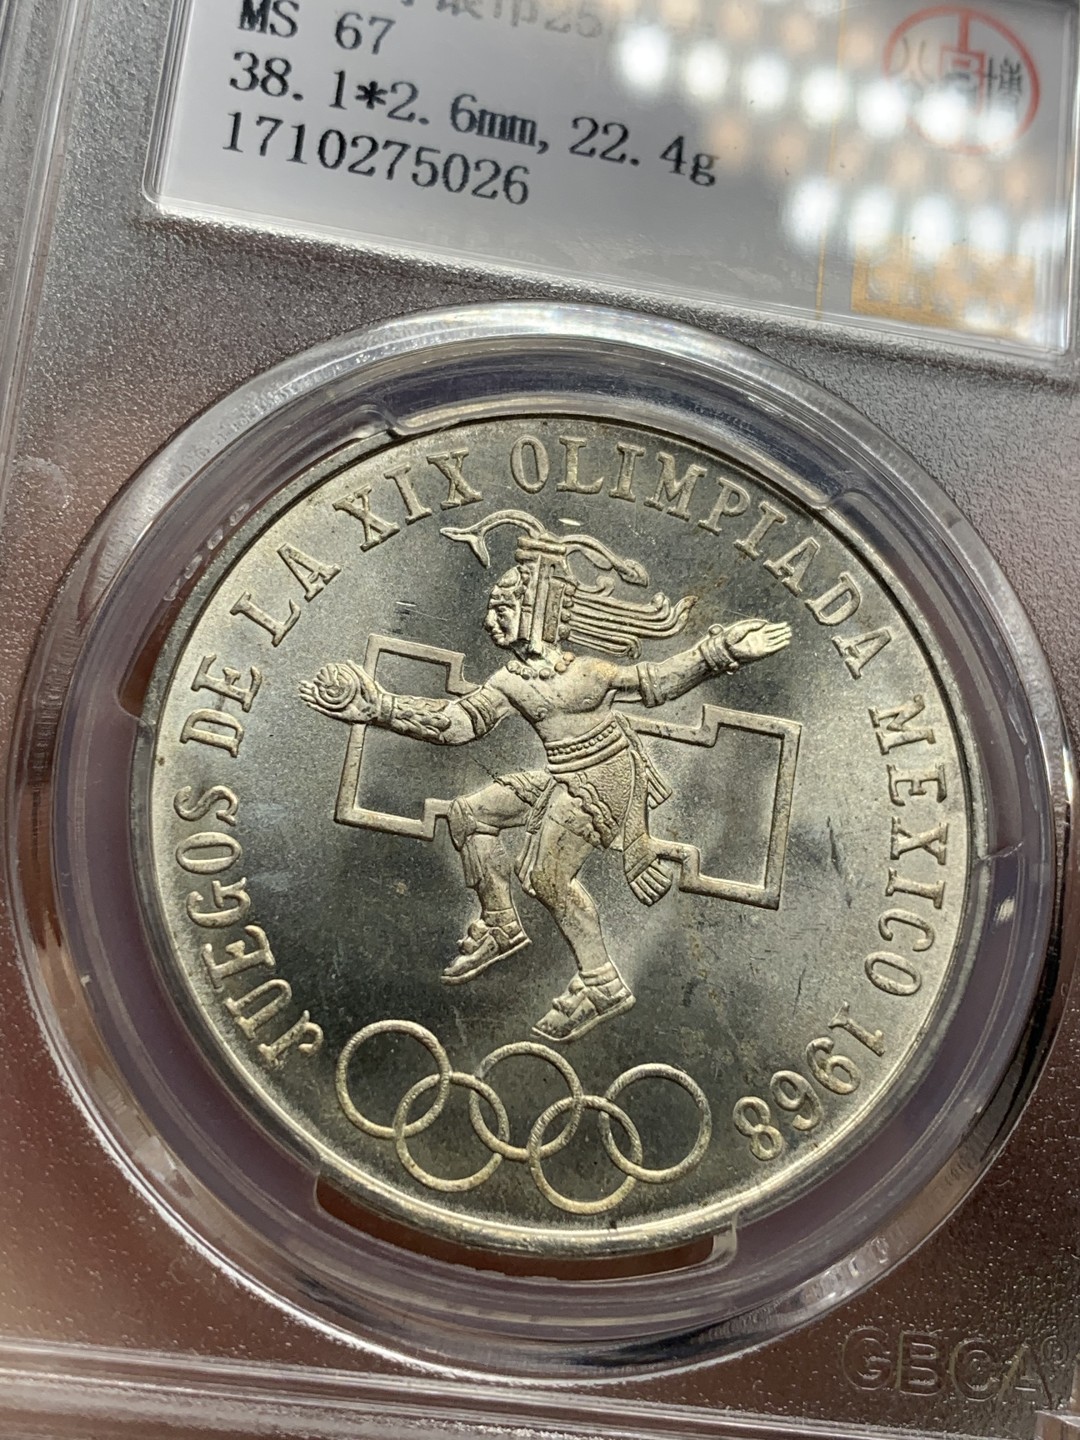 MS 67
38.1*2.6mm, 22.4g
1710275026
JUEGOS DE LA XIX OLIMPIADA MEXICO 1968
GBCA®